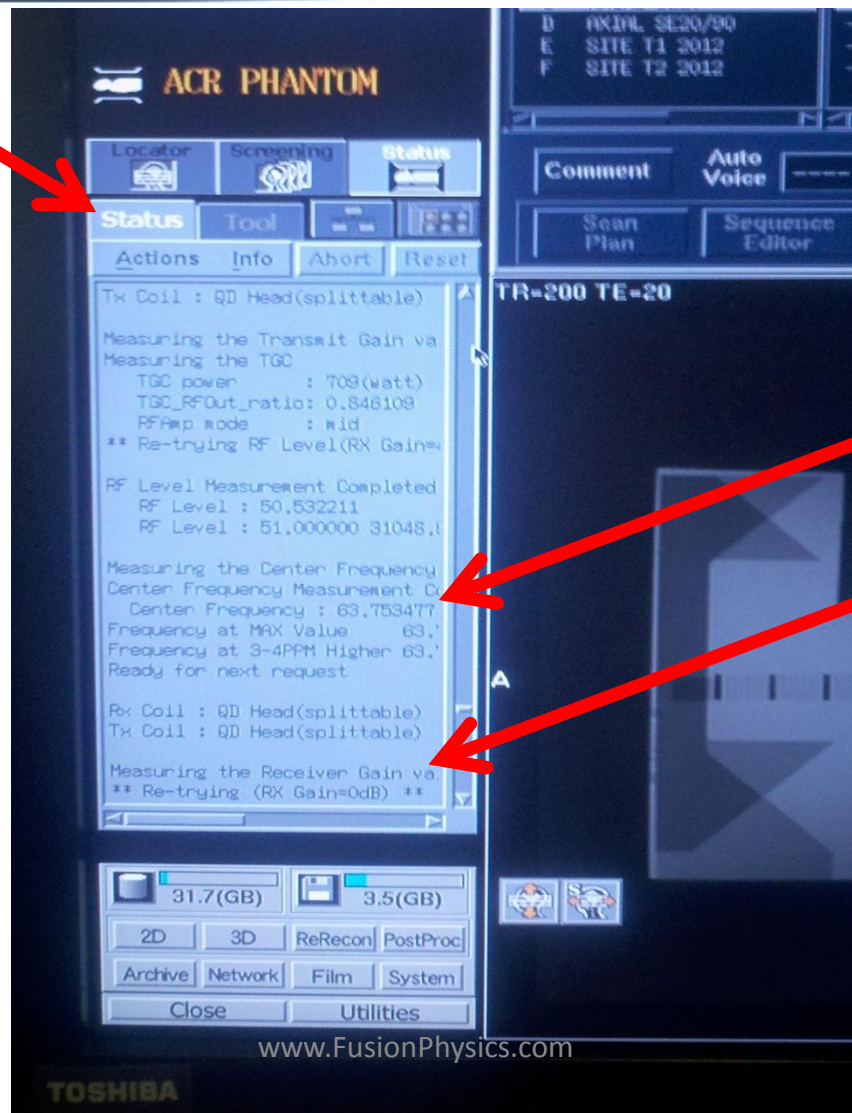 D AXIAL SE20/90
E SITE T1 2012
F SITE T2 2012
ACR PHANTOM
Locator Screening Status
Comment Auto Voice ----
Status Tool
Scan Plan Sequence Editor
Actions Info Abort Reset
TR=200 TE=20
Tx Coil : QD Head(splittable)
Measuring the Transmit Gain va
Measuring the TGC
TGC power : 709(watt)
TGC_RFOut_ratio: 0.846109
RFAmp mode : mid
** Re-trying RF Level(RX Gain=
RF Level Measurement Completed
RF Level : 50.532211
RF Level : 51.000000 31048.
Measuring the Center Frequency
Center Frequency Measurement
Center Frequency : 63.753477
Frequency at MAX Value 63.
Frequency at 3-4PPM Higher 63.
Ready for next request
A
Rx Coil : QD Head(splittable)
Tx Coil : QD Head(splittable)
Measuring the Receiver Gain va
** Re-trying (RX Gain=0dB) **
31.7(GB) 3.5(GB)
S
2D 3D ReRecon PostProc
Archive Network Film System
Close Utilities
www.FusionPhysics.com
TOSHIBA